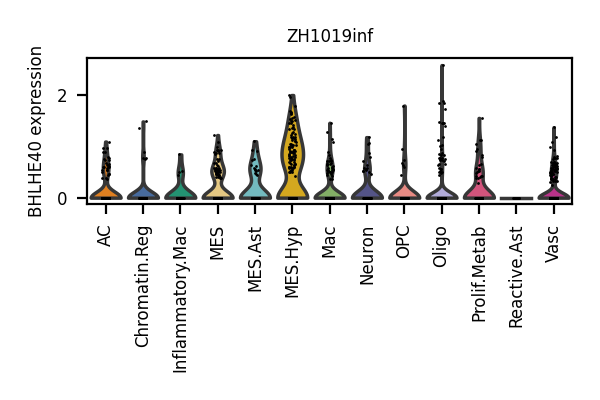 ZH1019inf
BHLHE40 expression
2
0
AC
Chromatin.Reg
Inflammatory.Mac
MES
MES.Ast
MES.Hyp
Mac
Neuron
OPC
Oligo
Prolif.Metab
Reactive.Ast
Vasc